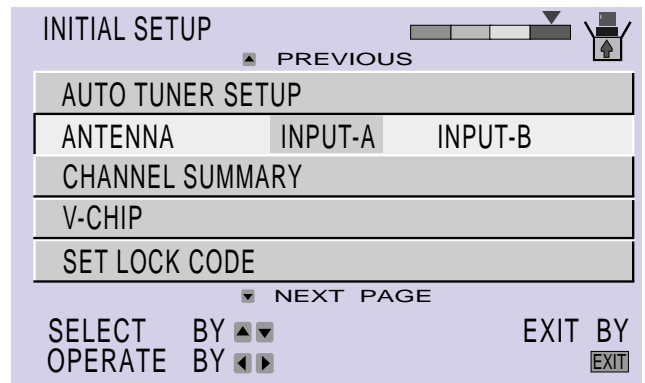 INITIAL SETUP
PREVIOUS
AUTO TUNER SETUP
ANTENNA INPUT-A INPUT-B
CHANNEL SUMMARY
V-CHIP
SET LOCK CODE
NEXT PAGE
SELECT BY EXIT BY
OPERATE BY EXIT